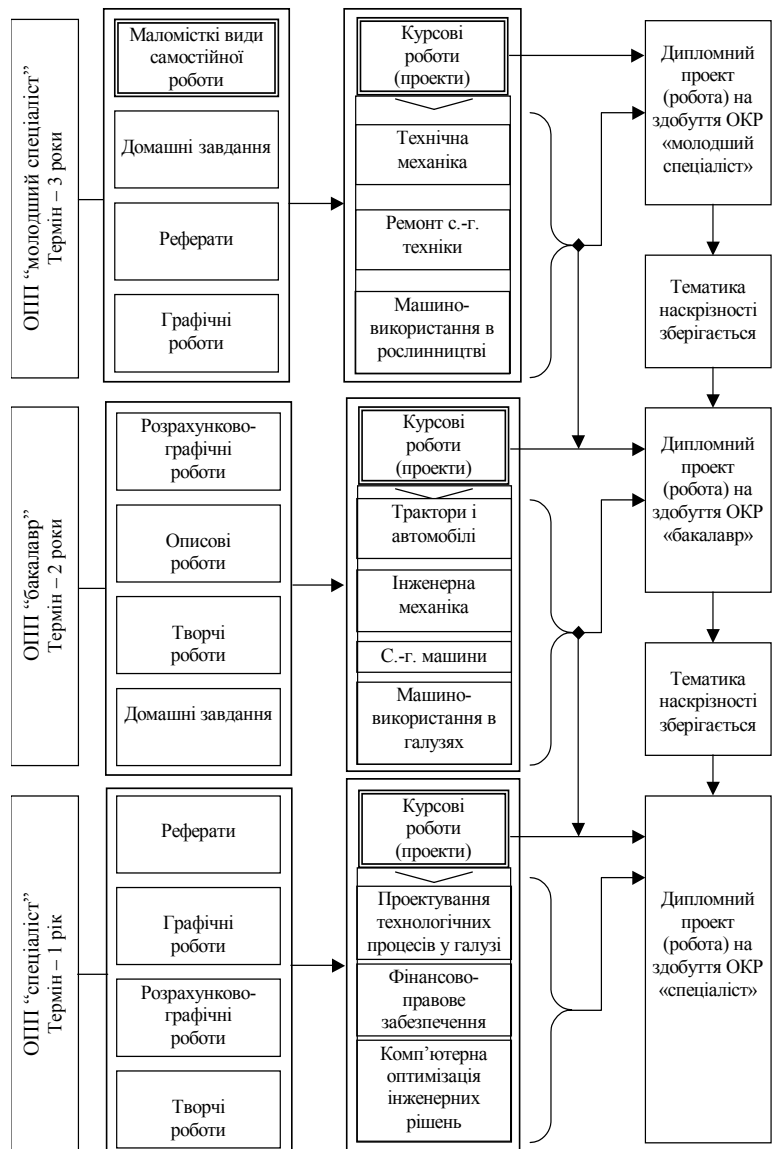 ОПП “молодший спеціаліст”
Термін – 3 роки
Маломісткі види
самостійної
роботи
Домашні завдання
Реферати
Графічні
роботи
Курсові
роботи
(проекти)
Технічна
механіка
Ремонт с.-г.
техніки
Машино-
використання в
рослинництві
Дипломний
проект
(робота) на
здобуття ОКР
«молодший
спеціаліст»
Тематика
наскрізності
зберігається
ОПП “бакалавр”
Термін – 2 роки
Розрахунково-
графічні
роботи
Описові
роботи
Творчі
роботи
Домашні завдання
Курсові
роботи
(проекти)
Трактори і
автомобілі
Інженерна
механіка
С.-г. машини
Машино-
використання в
галузях
Дипломний
проект
(робота) на
здобуття ОКР
«бакалавр»
Тематика
наскрізності
зберігається
ОПП “спеціаліст”
Термін – 1 рік
Реферати
Графічні
роботи
Розрахунково-
графічні
роботи
Творчі
роботи
Курсові
роботи
(проекти)
Проектування
технологічних
процесів у галузі
Фінансово-
правове
забезпечення
Комп’ютерна
оптимізація
інженерних
рішень
Дипломний
проект
(робота) на
здобуття ОКР
«спеціаліст»